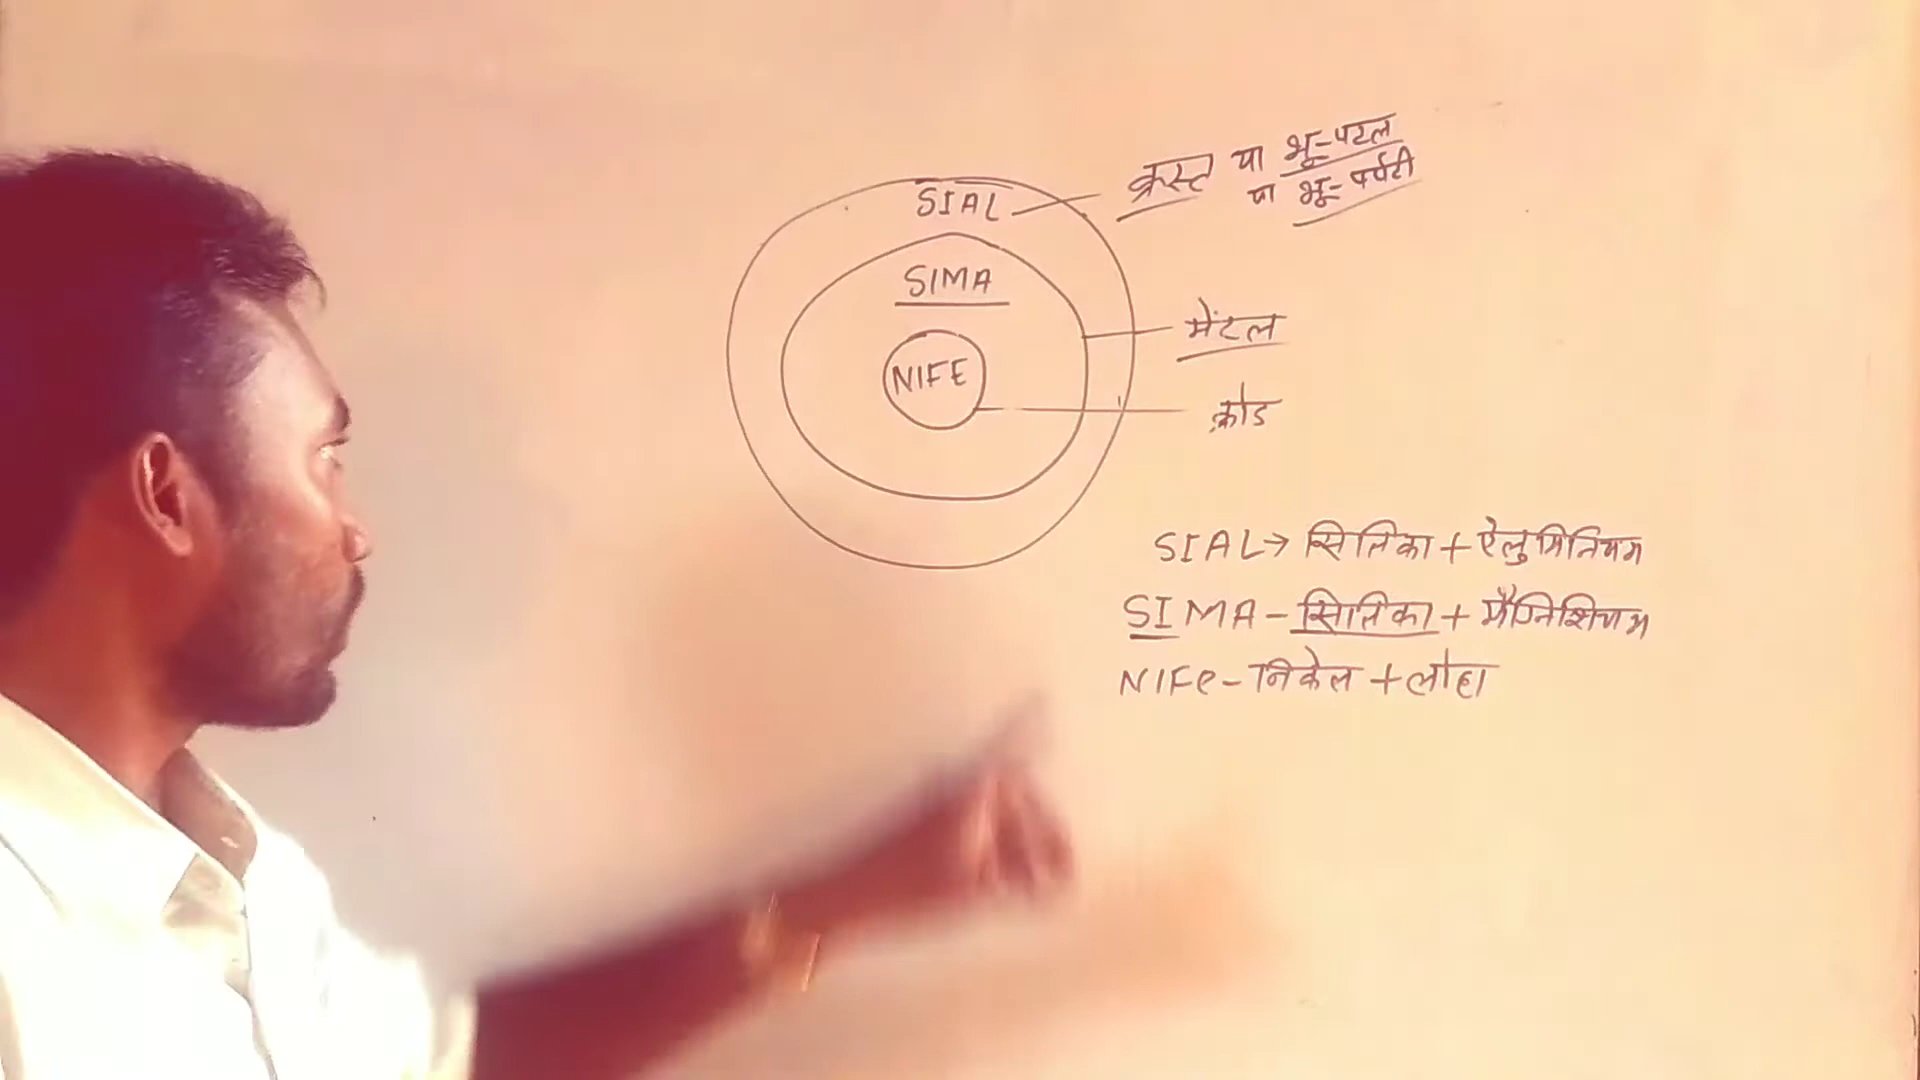 SIAL
क्रस्ट या भू-पटल
या भू-पर्पटी
SIMA
मेंटल
NIFE
क्रोड
SIAL→ सिलिका + ऐलुमिनियम
SIMA - सिलिका + मैग्निशियम
NIFe - निकेल + लोहा